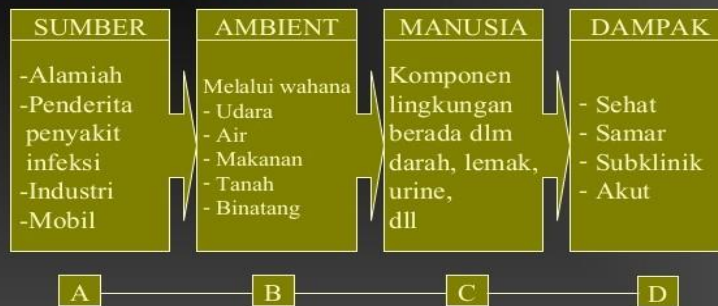 SUMBER
-Alamiah
-Penderita
penyakit
infeksi
-Industri
-Mobil
AMBIENT
Melalui wahana
- Udara
- Air
- Makanan
- Tanah
- Binatang
MANUSIA
Komponen
lingkungan
berada dlm
darah, lemak,
urine,
dll
DAMPAK
- Sehat
- Samar
- Subklinik
- Akut
A
B
C
D